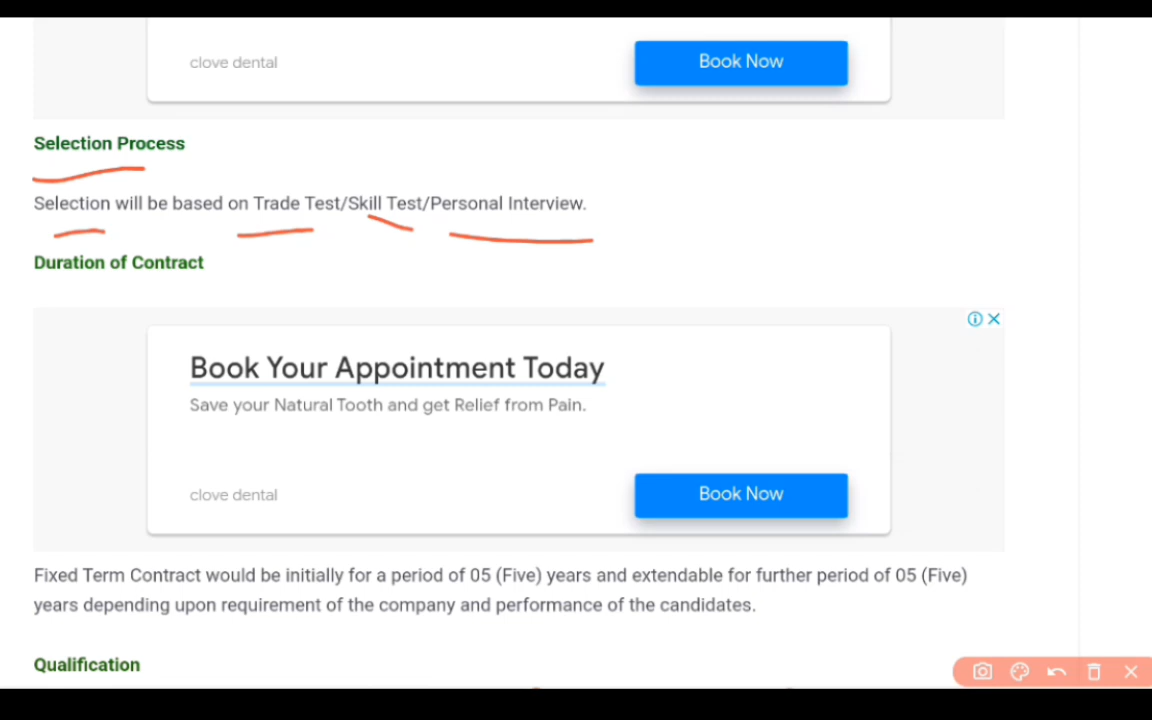 clove dental
Book Now
Selection Process
Selection will be based on Trade Test/Skill Test/Personal Interview.
Duration of Contract
Book Your Appointment Today
Save your Natural Tooth and get Relief from Pain.
clove dental
Book Now
Fixed Term Contract would be initially for a period of 05 (Five) years and extendable for further period of 05 (Five)
years depending upon requirement of the company and performance of the candidates.
Qualification